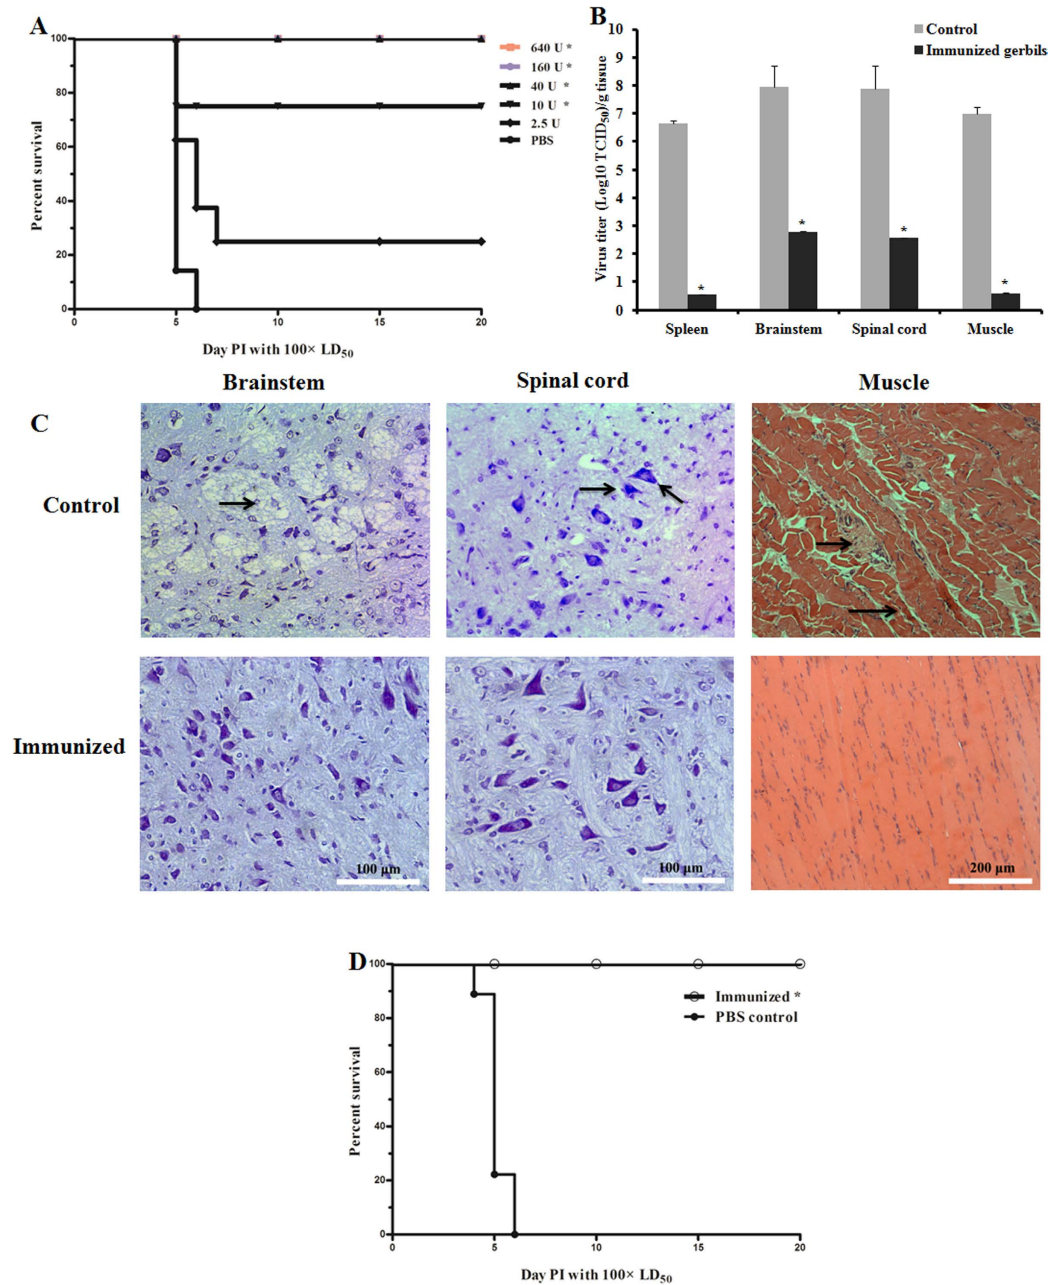 A
100
80
60
40
20
0
Percent survival
0 5 10 15 20
Day PI with 100× LD50
640 U *
160 U *
40 U *
10 U *
2.5 U
PBS
B
10
9
8
7
6
5
4
3
2
1
0
Virus titer (Log10 TCID50)/g tissue
Control
Immunized gerbils
* * * *
Spleen Brainstem Spinal cord Muscle
C
Brainstem Spinal cord Muscle
Control
Immunized
100 µm 100 µm 200 µm
D
100
80
60
40
20
0
Percent survival
Immunized *
PBS control
0 5 10 15 20
Day PI with 100× LD50